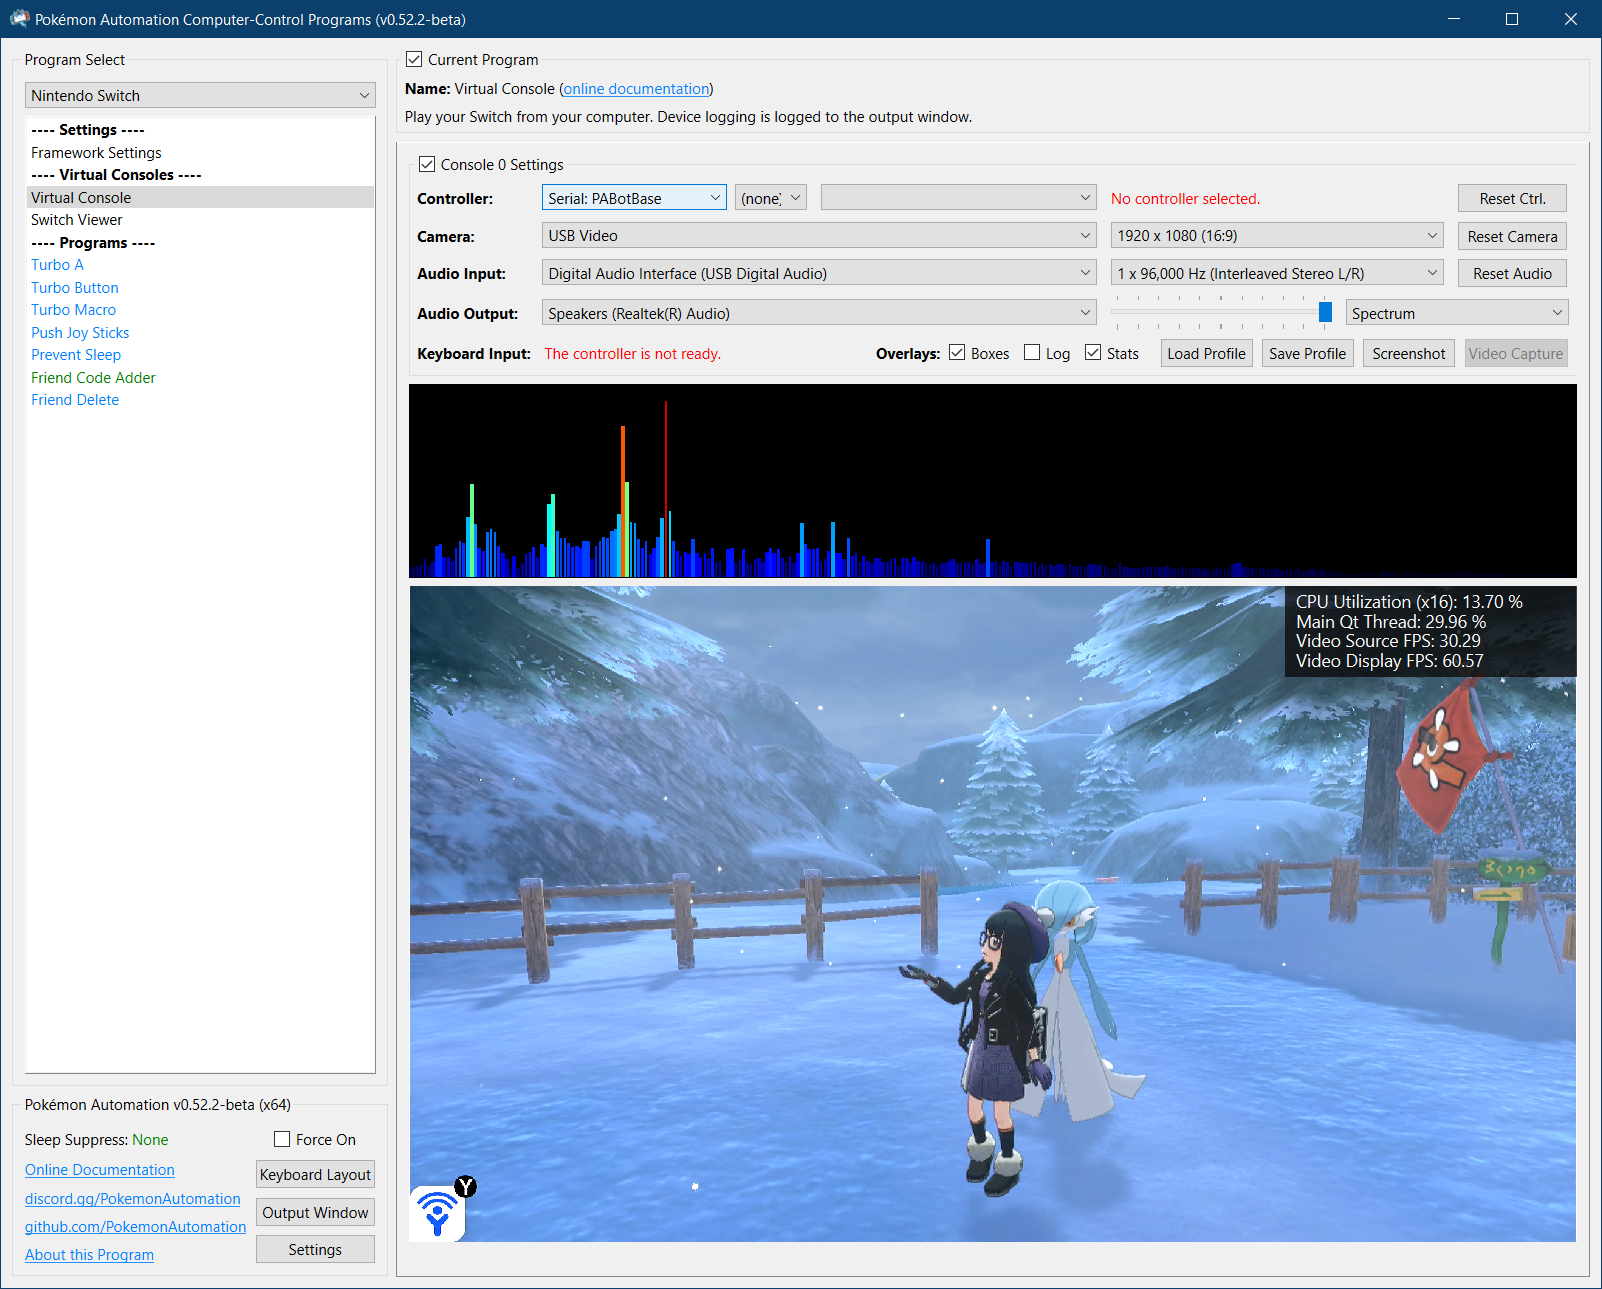 Pokémon Automation Computer-Control Programs (v0.52.2-beta)
Program Select
Nintendo Switch
---- Settings ----
Framework Settings
---- Virtual Consoles ----
Virtual Console
Switch Viewer
---- Programs ----
Turbo A
Turbo Button
Turbo Macro
Push Joy Sticks
Prevent Sleep
Friend Code Adder
Friend Delete
Pokémon Automation v0.52.2-beta (x64)
Sleep Suppress: None
Force On
Online Documentation
Keyboard Layout
discord.gg/PokemonAutomation
Output Window
github.com/PokemonAutomation
Settings
About this Program
Current Program
Name: Virtual Console (online documentation)
Play your Switch from your computer. Device logging is logged to the output window.
Console 0 Settings
Controller: Serial: PABotBase (none) No controller selected. Reset Ctrl.
Camera: USB Video 1920 x 1080 (16:9) Reset Camera
Audio Input: Digital Audio Interface (USB Digital Audio) 1 x 96,000 Hz (Interleaved Stereo L/R) Reset Audio
Audio Output: Speakers (Realtek(R) Audio) Spectrum
Keyboard Input: The controller is not ready. Overlays: Boxes Log Stats Load Profile Save Profile Screenshot Video Capture
CPU Utilization (x16): 13.70 %
Main Qt Thread: 29.96 %
Video Source FPS: 30.29
Video Display FPS: 60.57
Y